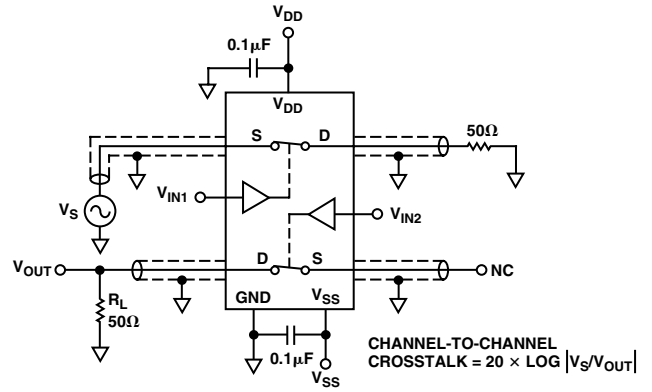 VDD
0.1μF
VDD
S D
50Ω
VS
VIN1
VIN2
VOUT
D S
NC
RL
50Ω
GND VSS
0.1μF
VSS
CHANNEL-TO-CHANNEL
CROSSTALK = 20 × LOG |VS/VOUT|